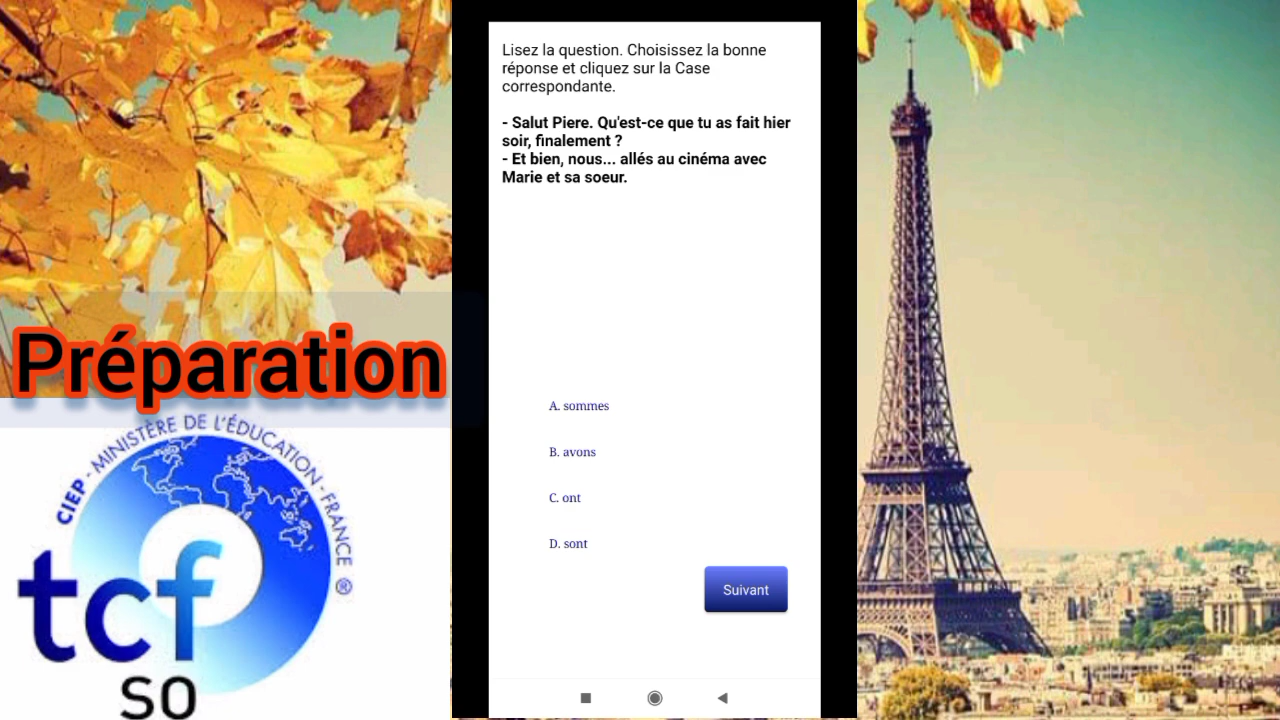 Lisez la question. Choisissez la bonne
réponse et cliquez sur la Case
correspondante.
- Salut Piere. Qu'est-ce que tu as fait hier
soir, finalement ?
- Et bien, nous... allés au cinéma avec
Marie et sa soeur.
A. sommes
B. avons
C. ont
D. sont
Suivant
Préparation
CIEP - MINISTÈRE DE L'ÉDUCATION - FRANCE ®
tcf
SO